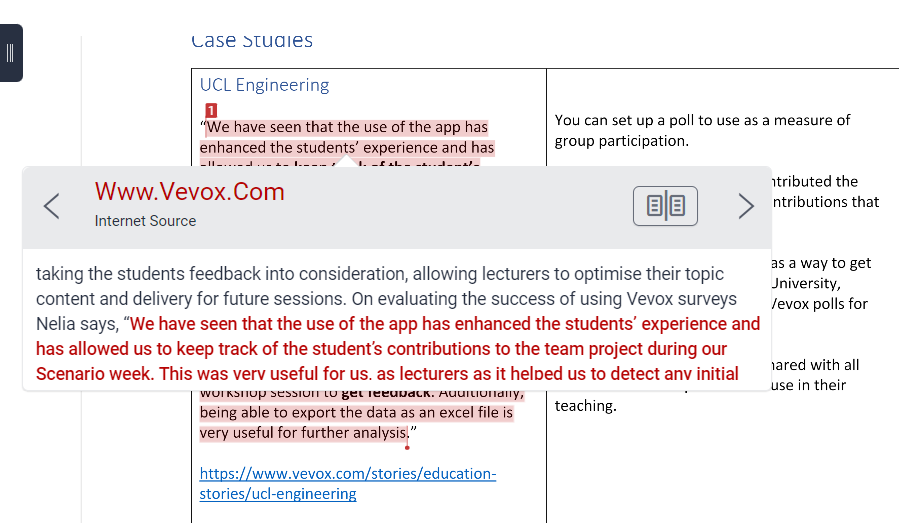 Case Studies
UCL Engineering
1
“We have seen that the use of the app has
enhanced the students’ experience and has
allowed us to keep track of the student’s
You can set up a poll to use as a measure of
group participation.
ntributed the
ntributions that
as a way to get
University,
Vevox polls for
hared with all
use in their
teaching.
Www.Vevox.Com
Internet Source
taking the students feedback into consideration, allowing lecturers to optimise their topic
content and delivery for future sessions. On evaluating the success of using Vevox surveys
Nelia says, “We have seen that the use of the app has enhanced the students’ experience and
has allowed us to keep track of the student’s contributions to the team project during our
Scenario week. This was very useful for us, as lecturers as it helped us to detect any initial
workshop session to get feedback. Additionally,
being able to export the data as an excel file is
very useful for further analysis.”
https://www.vevox.com/stories/education-
stories/ucl-engineering